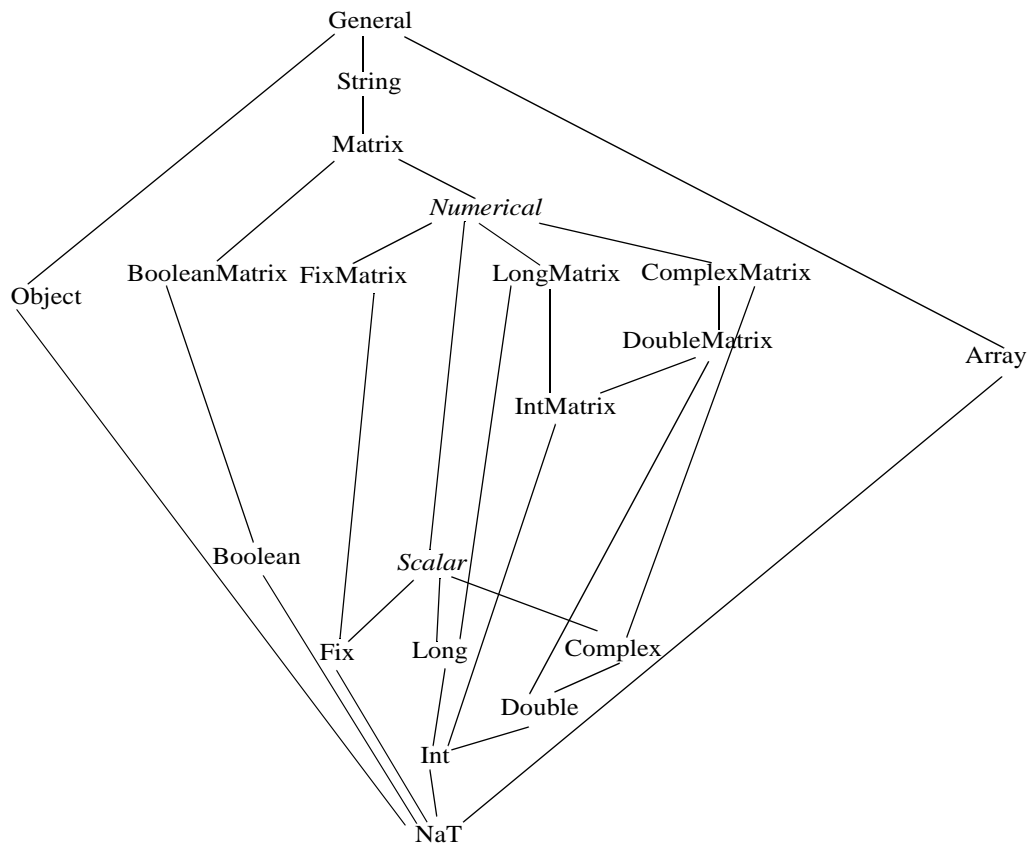 General
String
Matrix
Numerical
BooleanMatrix
FixMatrix
LongMatrix
ComplexMatrix
Object
DoubleMatrix
Array
IntMatrix
Boolean
Scalar
Fix
Long
Complex
Double
Int
NaT